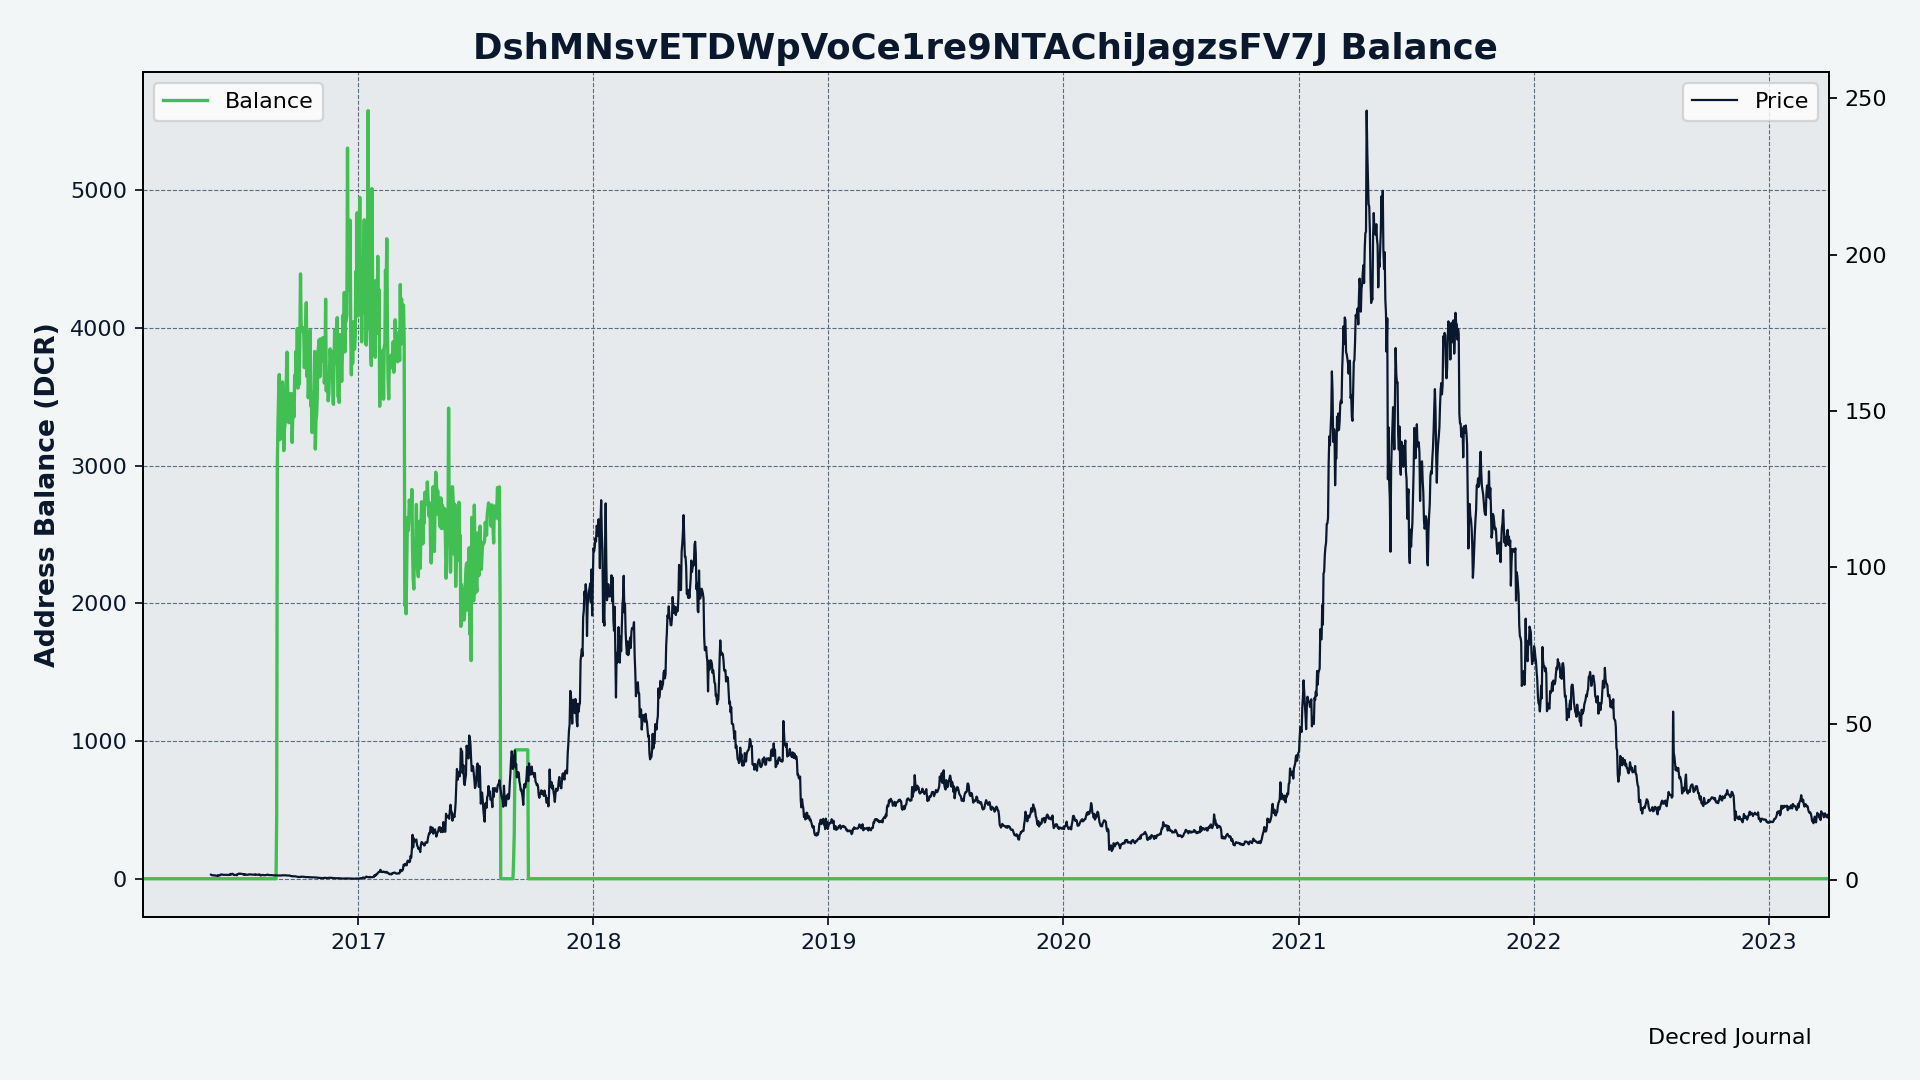 DshMNsvETDWpVoCe1re9NTAChiJagzsFV7J Balance
Balance
Price
Address Balance (DCR)
5000
4000
3000
2000
1000
0
250
200
150
100
50
0
2017 2018 2019 2020 2021 2022 2023
Decred Journal